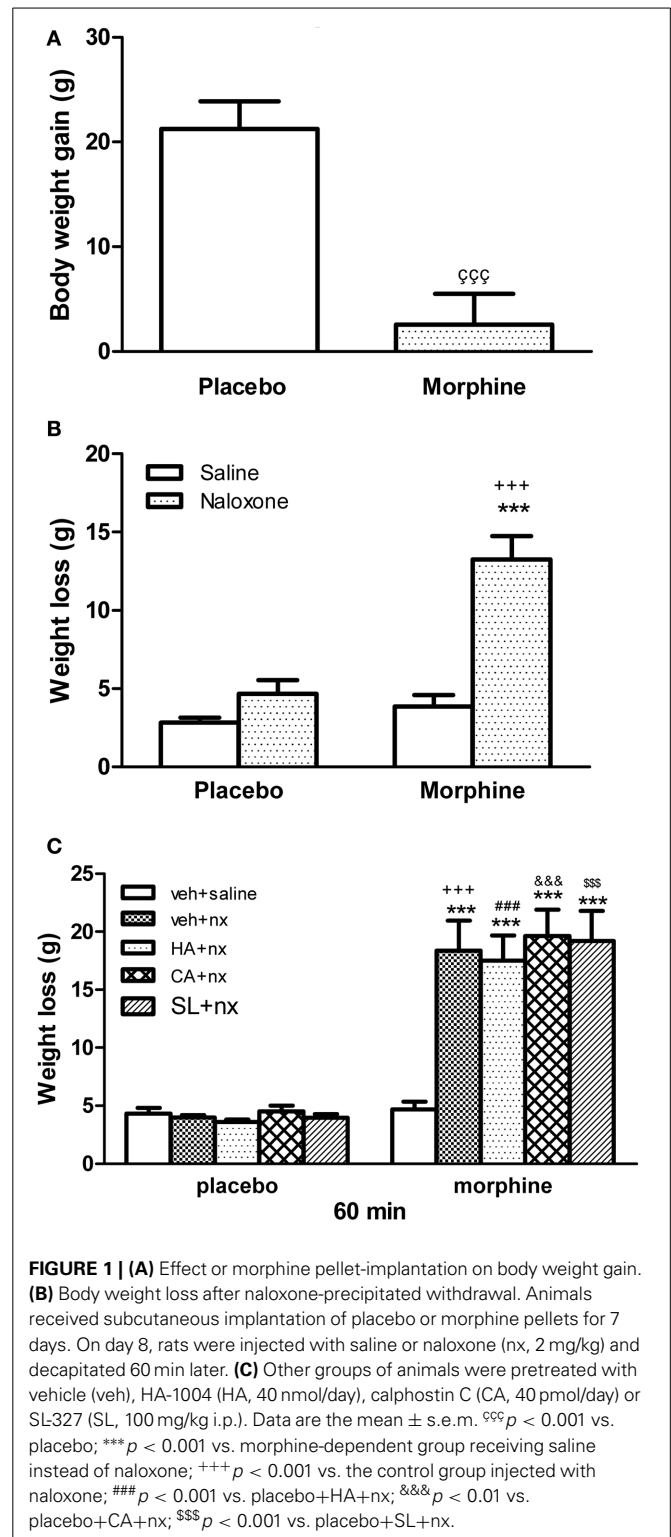 A
30
20
10
0
Body weight gain (g)
ççç
Placebo
Morphine
B
20
15
10
5
0
Weight loss (g)
Saline
Naloxone
+++
***
Placebo
Morphine
C
25
20
15
10
5
0
Weight loss (g)
veh+saline
veh+nx
HA+nx
CA+nx
SL+nx
+++
***
###
***
&&&
***
$$$
***
placebo
morphine
60 min
FIGURE 1 | (A) Effect or morphine pellet-implantation on body weight gain.
(B) Body weight loss after naloxone-precipitated withdrawal. Animals
received subcutaneous implantation of placebo or morphine pellets for 7
days. On day 8, rats were injected with saline or naloxone (nx, 2 mg/kg) and
decapitated 60 min later. (C) Other groups of animals were pretreated with
vehicle (veh), HA-1004 (HA, 40 nmol/day), calphostin C (CA, 40 pmol/day) or
SL-327 (SL, 100 mg/kg i.p.). Data are the mean ± s.e.m. çççp < 0.001 vs.
placebo; ***p < 0.001 vs. morphine-dependent group receiving saline
instead of naloxone; +++p < 0.001 vs. the control group injected with
naloxone; ###p < 0.001 vs. placebo+HA+nx; &&&p < 0.01 vs.
placebo+CA+nx; $$$p < 0.001 vs. placebo+SL+nx.